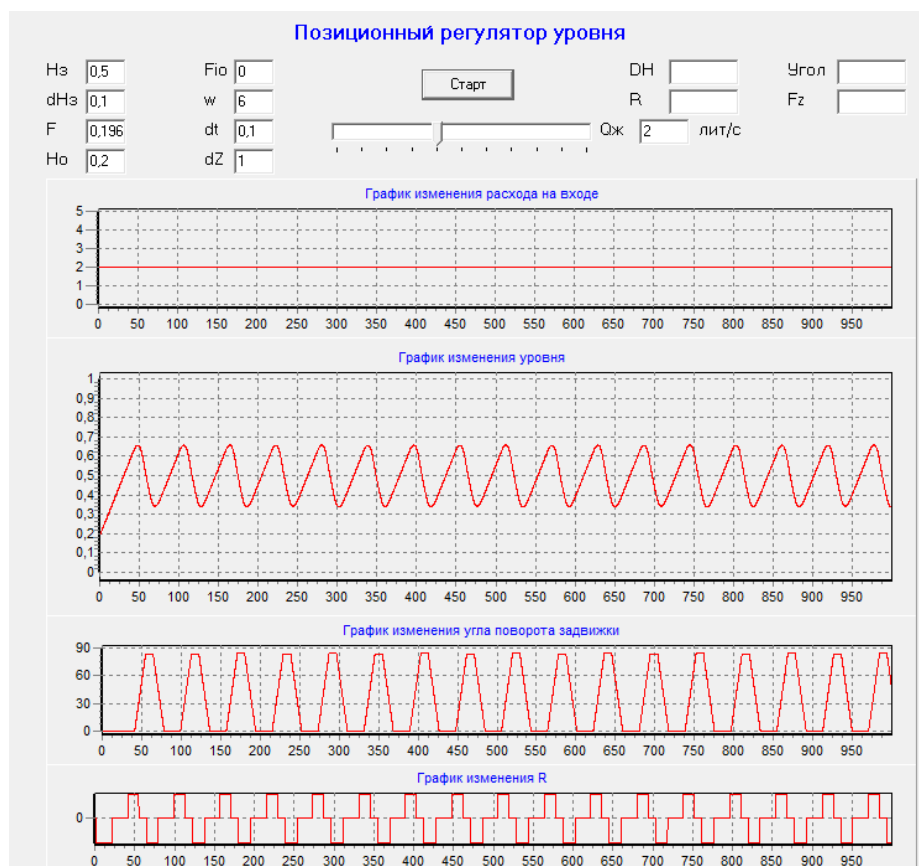 Позиционный регулятор уровня
Hз 0,5 Fio 0 Старт DH Угол
dHз 0,1 w 6 R Fz
F 0,196 dt 0,1 Qж 2 лит/с
Ho 0,2 dZ 1
График изменения расхода на входе
5
4
3
2
1
0
0 50 100 150 200 250 300 350 400 450 500 550 600 650 700 750 800 850 900 950
График изменения уровня
1
0,9
0,8
0,7
0,6
0,5
0,4
0,3
0,2
0,1
0
0 50 100 150 200 250 300 350 400 450 500 550 600 650 700 750 800 850 900 950
График изменения угла поворота задвижки
90
60
30
0
0 50 100 150 200 250 300 350 400 450 500 550 600 650 700 750 800 850 900 950
График изменения R
0
0 50 100 150 200 250 300 350 400 450 500 550 600 650 700 750 800 850 900 950